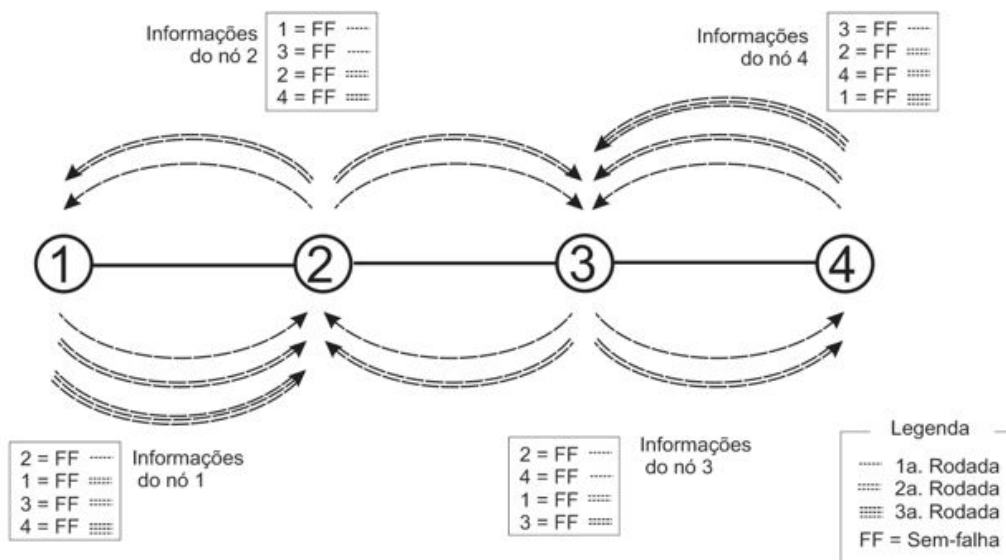 Informações
do nó 2
1 = FF
3 = FF
2 = FF
4 = FF
Informações
do nó 4
3 = FF
2 = FF
4 = FF
1 = FF
1
2
3
4
2 = FF
1 = FF
3 = FF
4 = FF
Informações
do nó 1
2 = FF
4 = FF
1 = FF
3 = FF
Informações
do nó 3
Legenda
1a. Rodada
2a. Rodada
3a. Rodada
FF = Sem-falha